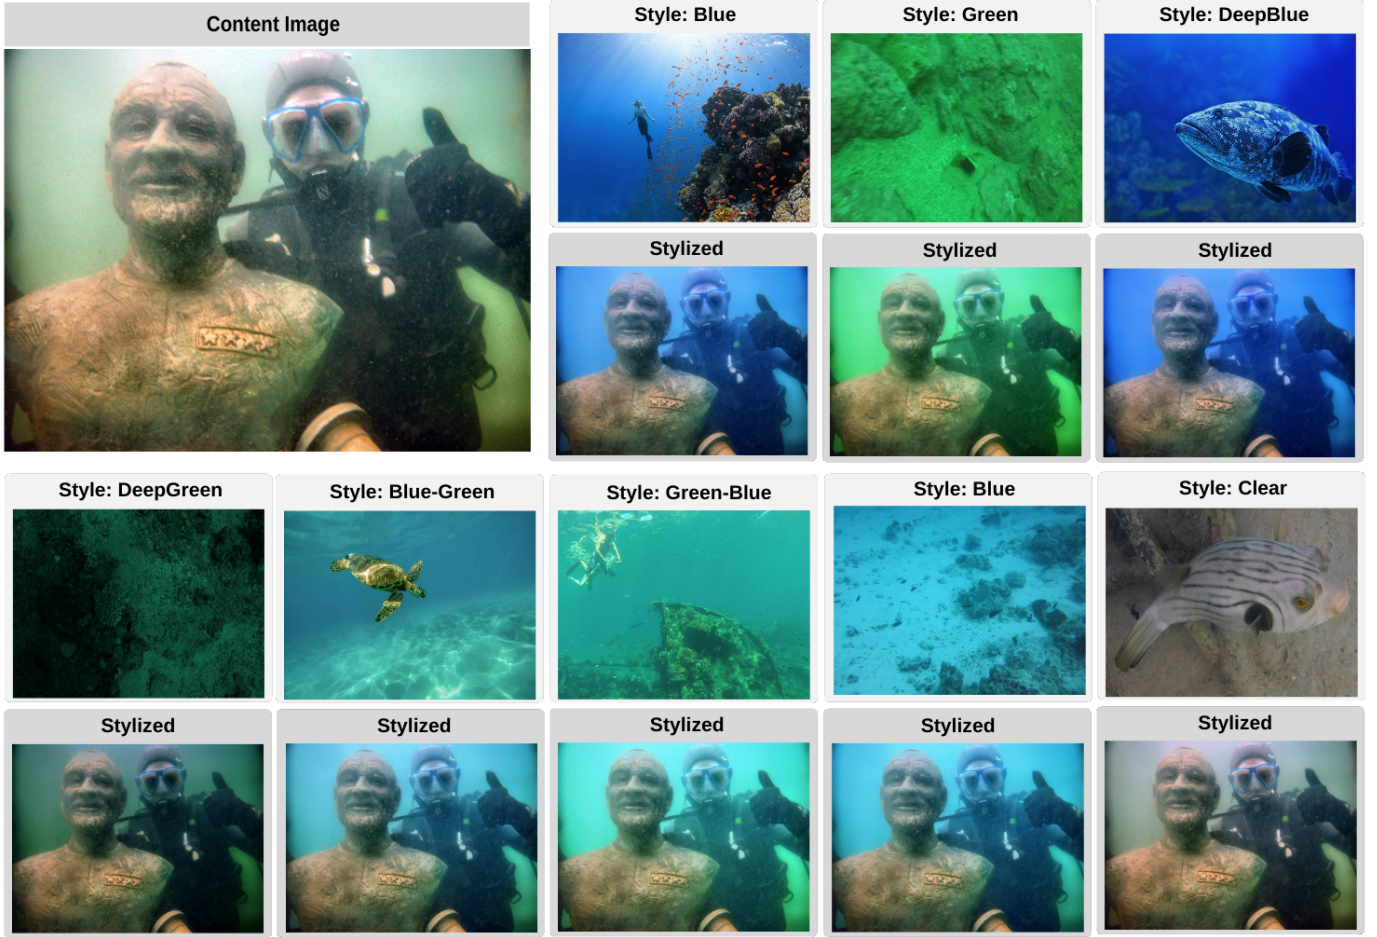 Content Image
Style: Blue
Style: Green
Style: DeepBlue
Stylized
Stylized
Stylized
Style: DeepGreen
Style: Blue-Green
Style: Green-Blue
Style: Blue
Style: Clear
Stylized
Stylized
Stylized
Stylized
Stylized